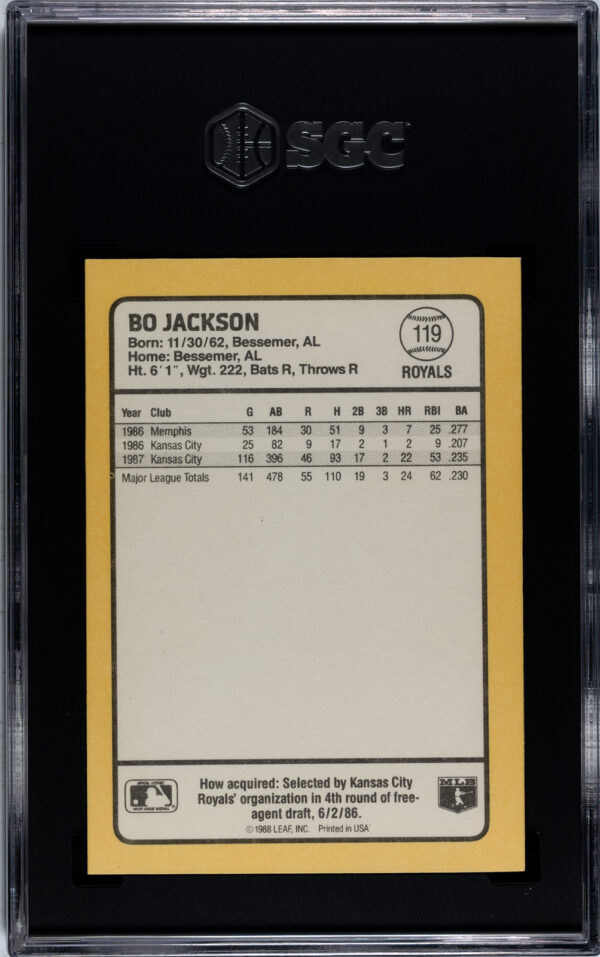 SGC
BO JACKSON
Born: 11/30/62, Bessemer, AL
Home: Bessemer, AL
Ht. 6'1", Wgt. 222, Bats R, Throws R
119
ROYALS
Year Club G AB R H 2B 3B HR RBI BA
1986 Memphis 53 184 30 51 9 3 7 25 .277
1986 Kansas City 25 82 9 17 2 1 2 9 .207
1987 Kansas City 116 396 46 93 17 2 22 53 .235
Major League Totals 141 478 55 110 19 3 24 62 .230
How acquired: Selected by Kansas City
Royals' organization in 4th round of free-
agent draft, 6/2/86.
© 1988 LEAF, INC. Printed in USA
MLB